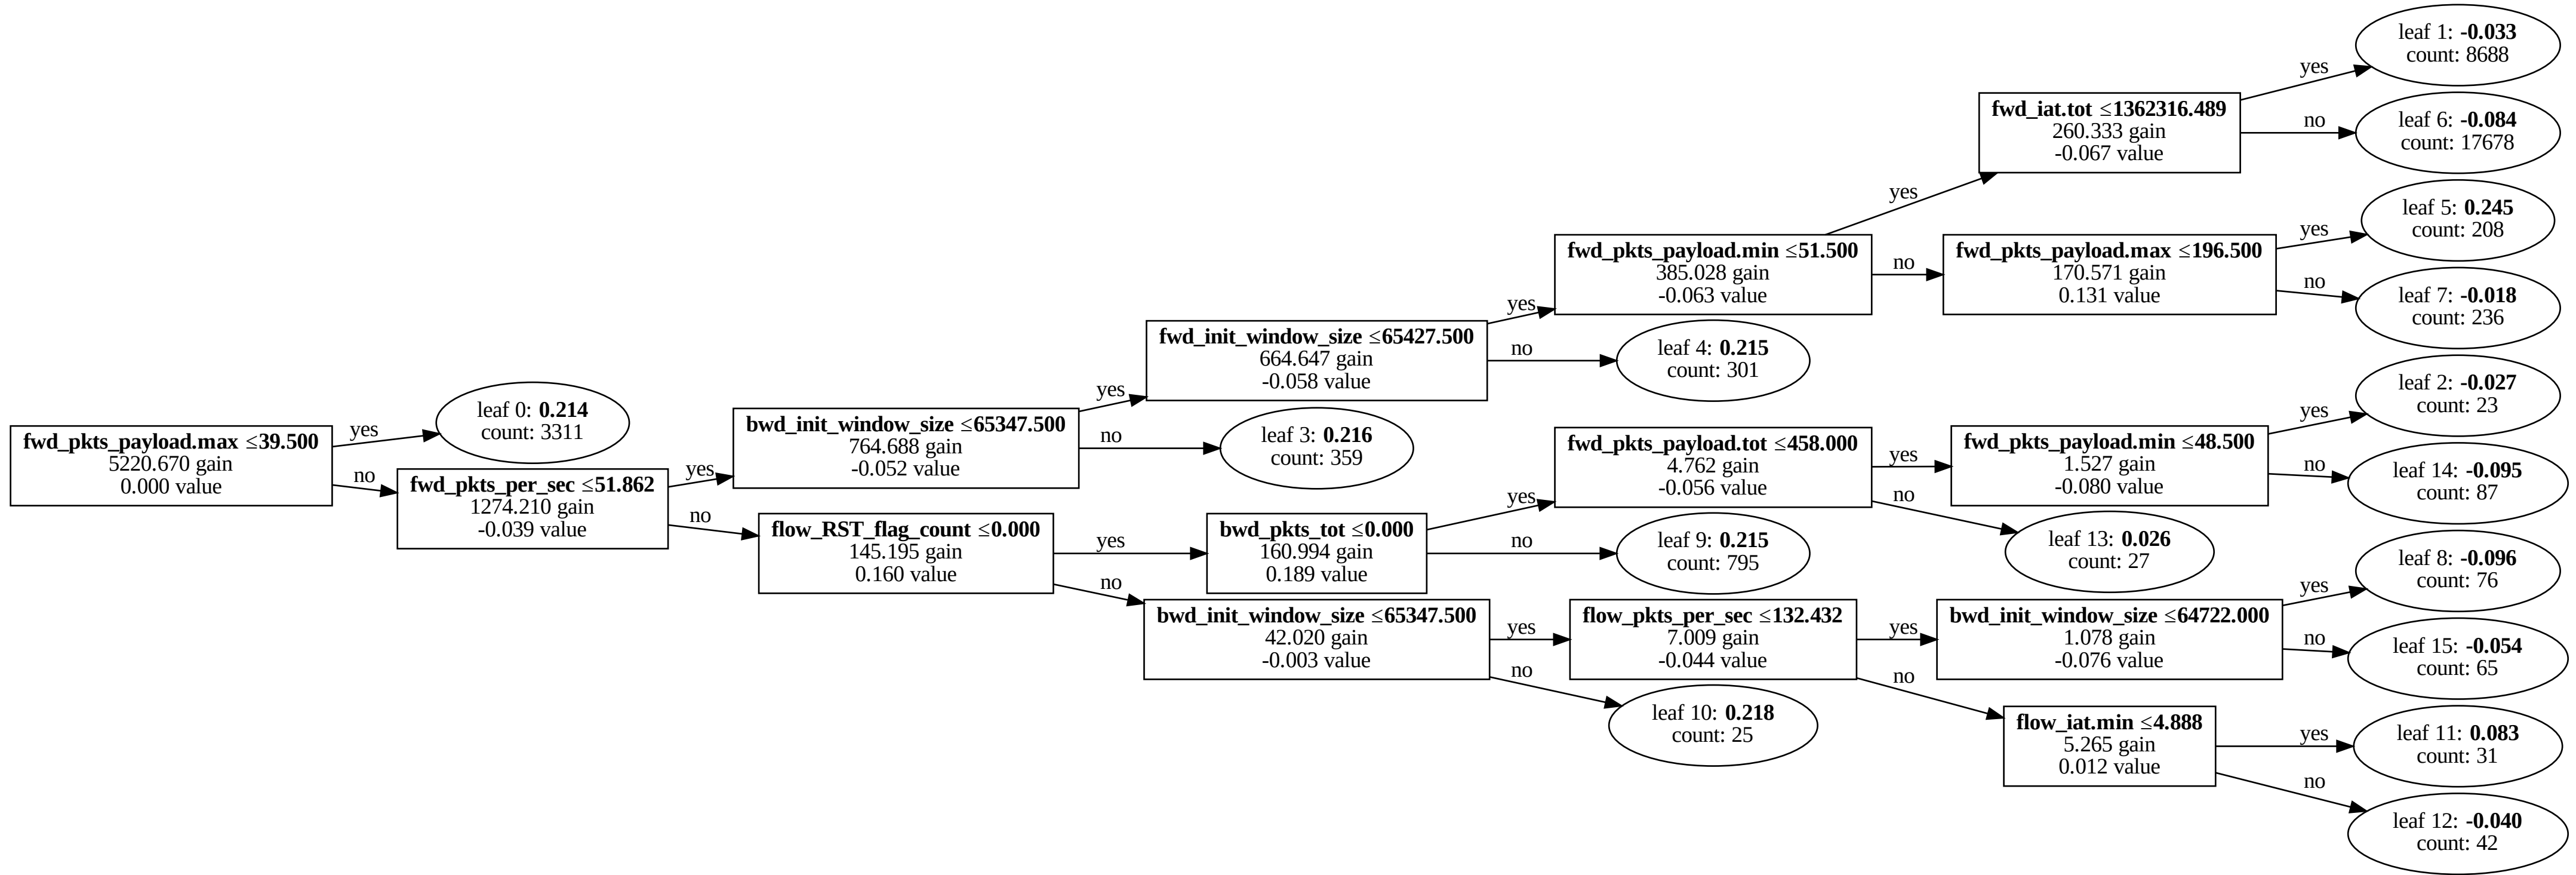 fwd_pkts_payload.max ≤39.500
5220.670 gain
0.000 value
yes
no
leaf 0: 0.214
count: 3311
fwd_pkts_per_sec ≤51.862
1274.210 gain
-0.039 value
yes
no
bwd_init_window_size ≤65347.500
764.688 gain
-0.052 value
yes
no
flow_RST_flag_count ≤0.000
145.195 gain
0.160 value
yes
no
fwd_init_window_size ≤65427.500
664.647 gain
-0.058 value
yes
no
leaf 3: 0.216
count: 359
bwd_pkts_tot ≤0.000
160.994 gain
0.189 value
yes
no
bwd_init_window_size ≤65347.500
42.020 gain
-0.003 value
yes
no
fwd_pkts_payload.min ≤51.500
385.028 gain
-0.063 value
yes
no
leaf 4: 0.215
count: 301
fwd_pkts_payload.tot ≤458.000
4.762 gain
-0.056 value
yes
no
leaf 9: 0.215
count: 795
flow_pkts_per_sec ≤132.432
7.009 gain
-0.044 value
yes
no
leaf 10: 0.218
count: 25
fwd_iat.tot ≤1362316.489
260.333 gain
-0.067 value
yes
no
fwd_pkts_payload.max ≤196.500
170.571 gain
0.131 value
yes
no
fwd_pkts_payload.min ≤48.500
1.527 gain
-0.080 value
yes
no
leaf 13: 0.026
count: 27
bwd_init_window_size ≤64722.000
1.078 gain
-0.076 value
yes
no
flow_iat.min ≤4.888
5.265 gain
0.012 value
yes
no
leaf 1: -0.033
count: 8688
leaf 6: -0.084
count: 17678
leaf 5: 0.245
count: 208
leaf 7: -0.018
count: 236
leaf 2: -0.027
count: 23
leaf 14: -0.095
count: 87
leaf 8: -0.096
count: 76
leaf 15: -0.054
count: 65
leaf 11: 0.083
count: 31
leaf 12: -0.040
count: 42